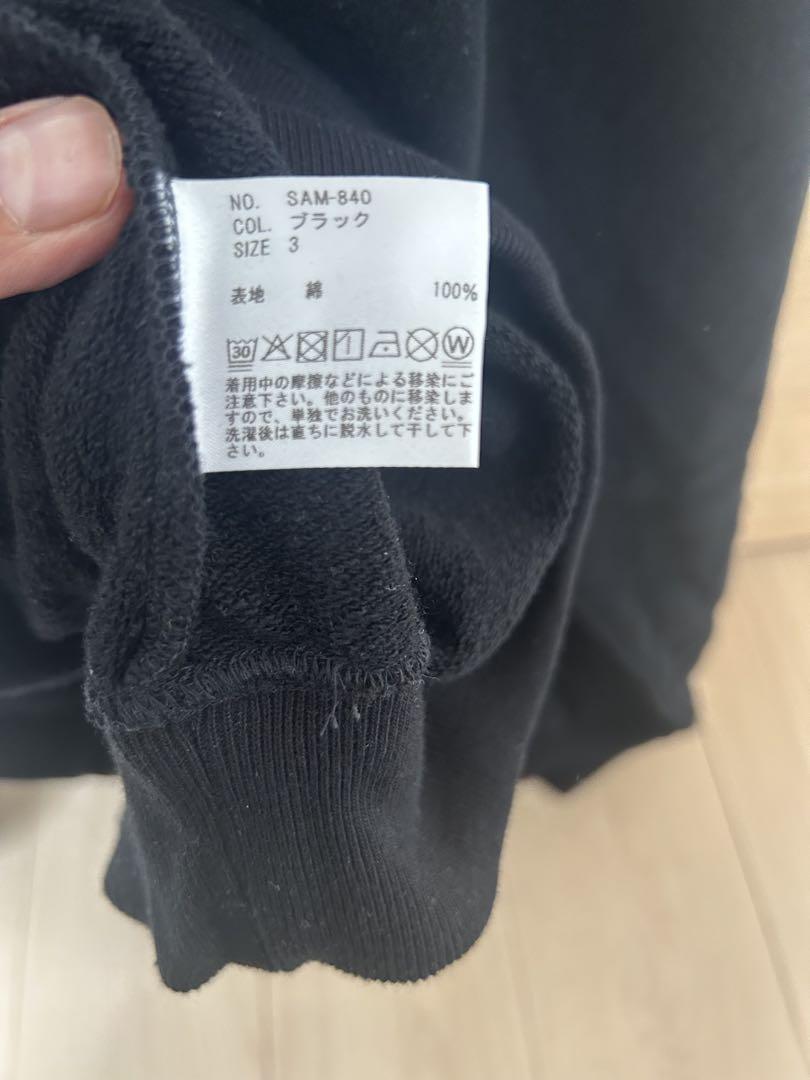 NO. SAM-840
COL. ブラック
SIZE 3
表地 綿 100%
30 W
着用中の摩擦などによる移染にご
注意下さい。他のものに移染しま
すので、単独でお洗いください。
洗濯後は直ちに脱水して干して下
さい。